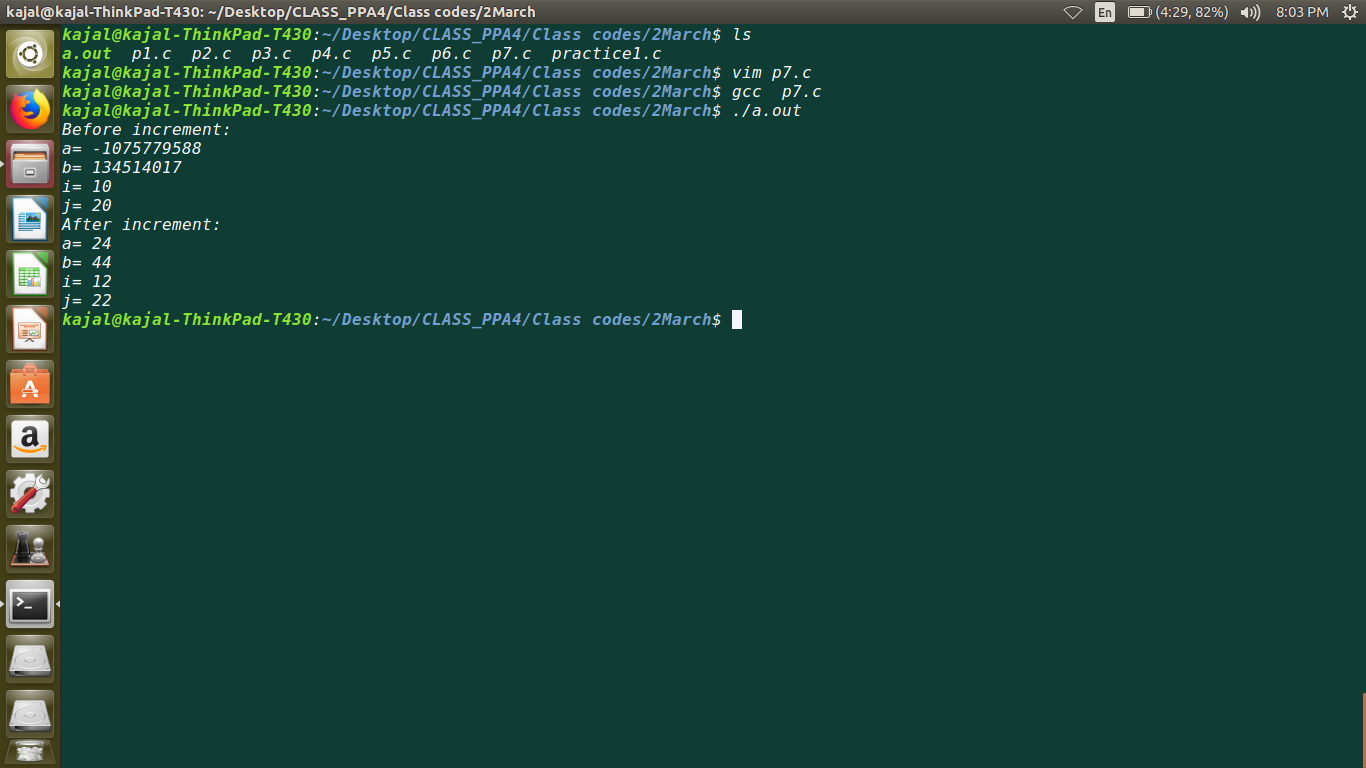 kajal@kajal-ThinkPad-T430: ~/Desktop/CLASS_PPA4/Class codes/2March En (4:29, 82%) 8:03 PM
kajal@kajal-ThinkPad-T430:~/Desktop/CLASS_PPA4/Class codes/2March$ ls
a.out p1.c p2.c p3.c p4.c p5.c p6.c p7.c practice1.c
kajal@kajal-ThinkPad-T430:~/Desktop/CLASS_PPA4/Class codes/2March$ vim p7.c
kajal@kajal-ThinkPad-T430:~/Desktop/CLASS_PPA4/Class codes/2March$ gcc  p7.c
kajal@kajal-ThinkPad-T430:~/Desktop/CLASS_PPA4/Class codes/2March$ ./a.out
Before increment:
a= -1075779588
b= 134514017
i= 10
j= 20
After increment:
a= 24
b= 44
i= 12
j= 22
kajal@kajal-ThinkPad-T430:~/Desktop/CLASS_PPA4/Class codes/2March$